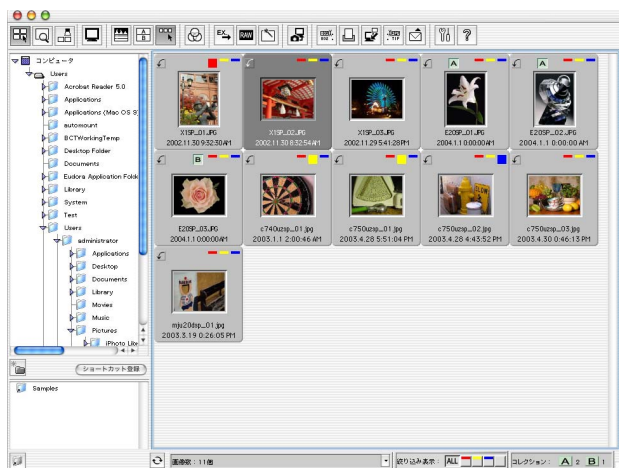 EX
RAW
コンピュータ
Users
Acrobat Reader 5.0
Applications
Applications (Mac OS 9)
automount
BCTWorkingTemp
Desktop Folder
Documents
Eudora Application Folde
Library
System
Test
Users
administrator
Applications
Desktop
Documents
Library
Movies
Music
Pictures
iPhoto Libr
ショートカット登録
Samples
X1SP_01.JPG
2002.11.30 9:32:30 AM
X1SP_02.JPG
2002.11.30 8:32:54 AM
X1SP_03.JPG
2002.11.29 5:41:28 PM
A
E20SP_01.JPG
2004.1.1 0:00:00 AM
A
E20SP_02.JPG
2004.1.1 0:00:00 AM
B
E20SP_03.JPG
2004.1.1 0:00:00 AM
c740uzsp_01.jpg
2003.1.1 2:00:46 AM
c750uzsp_01.jpg
2003.4.28 5:51:04 PM
c750uzsp_02.jpg
2003.4.28 4:43:52 PM
c750uzsp_03.jpg
2003.4.30 0:46:13 PM
mju20dsp_01.jpg
2003.3.19 0:26:05 PM
画像数：11個
絞り込み表示： ALL
コレクション： A 2 B 1